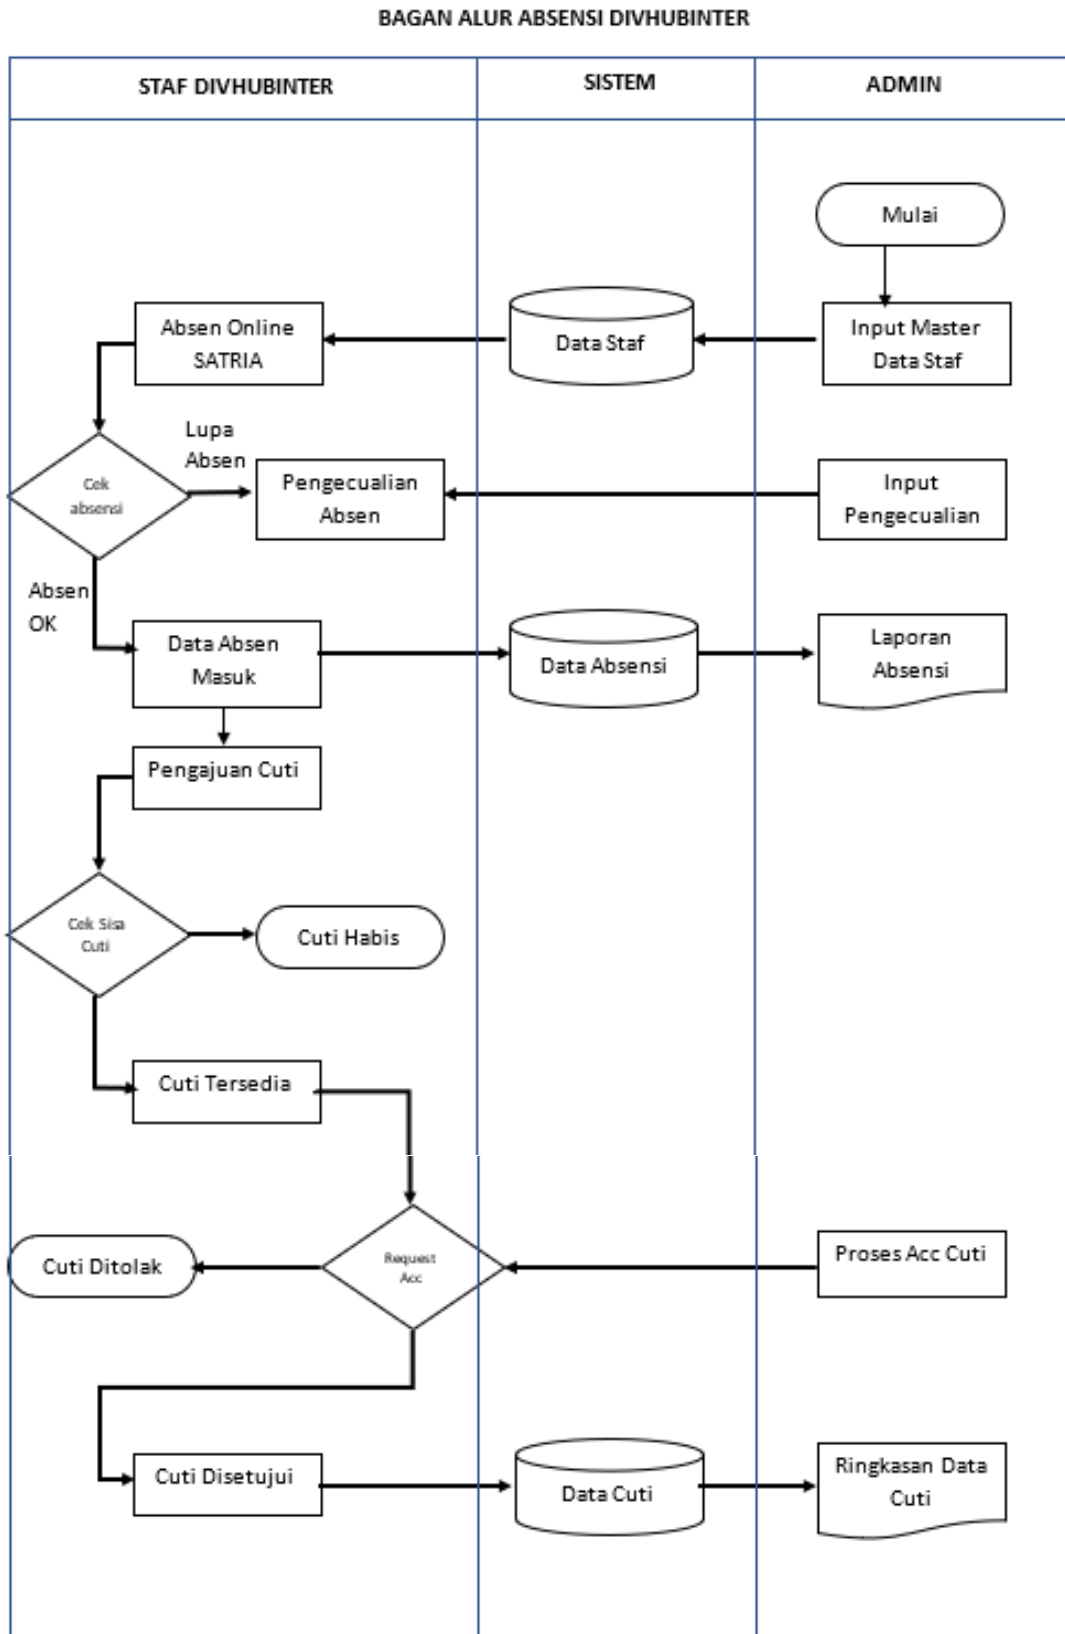 BAGAN ALUR ABSENSI DIVHUBINTER
STAF DIVHUBINTER
SISTEM
ADMIN
Mulai
Absen Online
SATRIA
Data Staf
Input Master
Data Staf
Lupa
Absen
Cek
absensi
Pengecualian
Absen
Input
Pengecualian
Absen
OK
Data Absen
Masuk
Data Absensi
Laporan
Absensi
Pengajuan Cuti
Cek Sisa
Cuti
Cuti Habis
Cuti Tersedia
Cuti Ditolak
Request
Acc
Proses Acc Cuti
Cuti Disetujui
Data Cuti
Ringkasan Data
Cuti